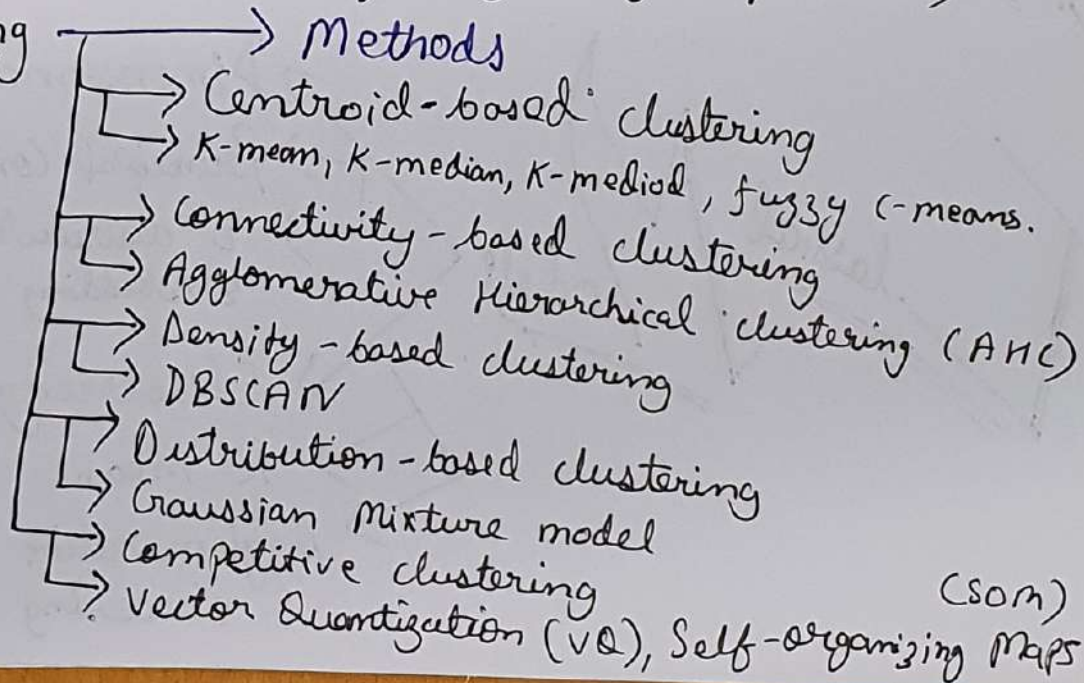 ng → Methods
Centroid-based clustering
K-mean, K-median, K-mediod, fuzzy C-means.
Connectivity-based clustering
Agglomerative Hierarchical clustering (AHC)
Density-based clustering
DBSCAN
Distribution-based clustering
Gaussian Mixture model
Competitive clustering
(SOM)
Vector Quantization (VQ), Self-organizing Maps